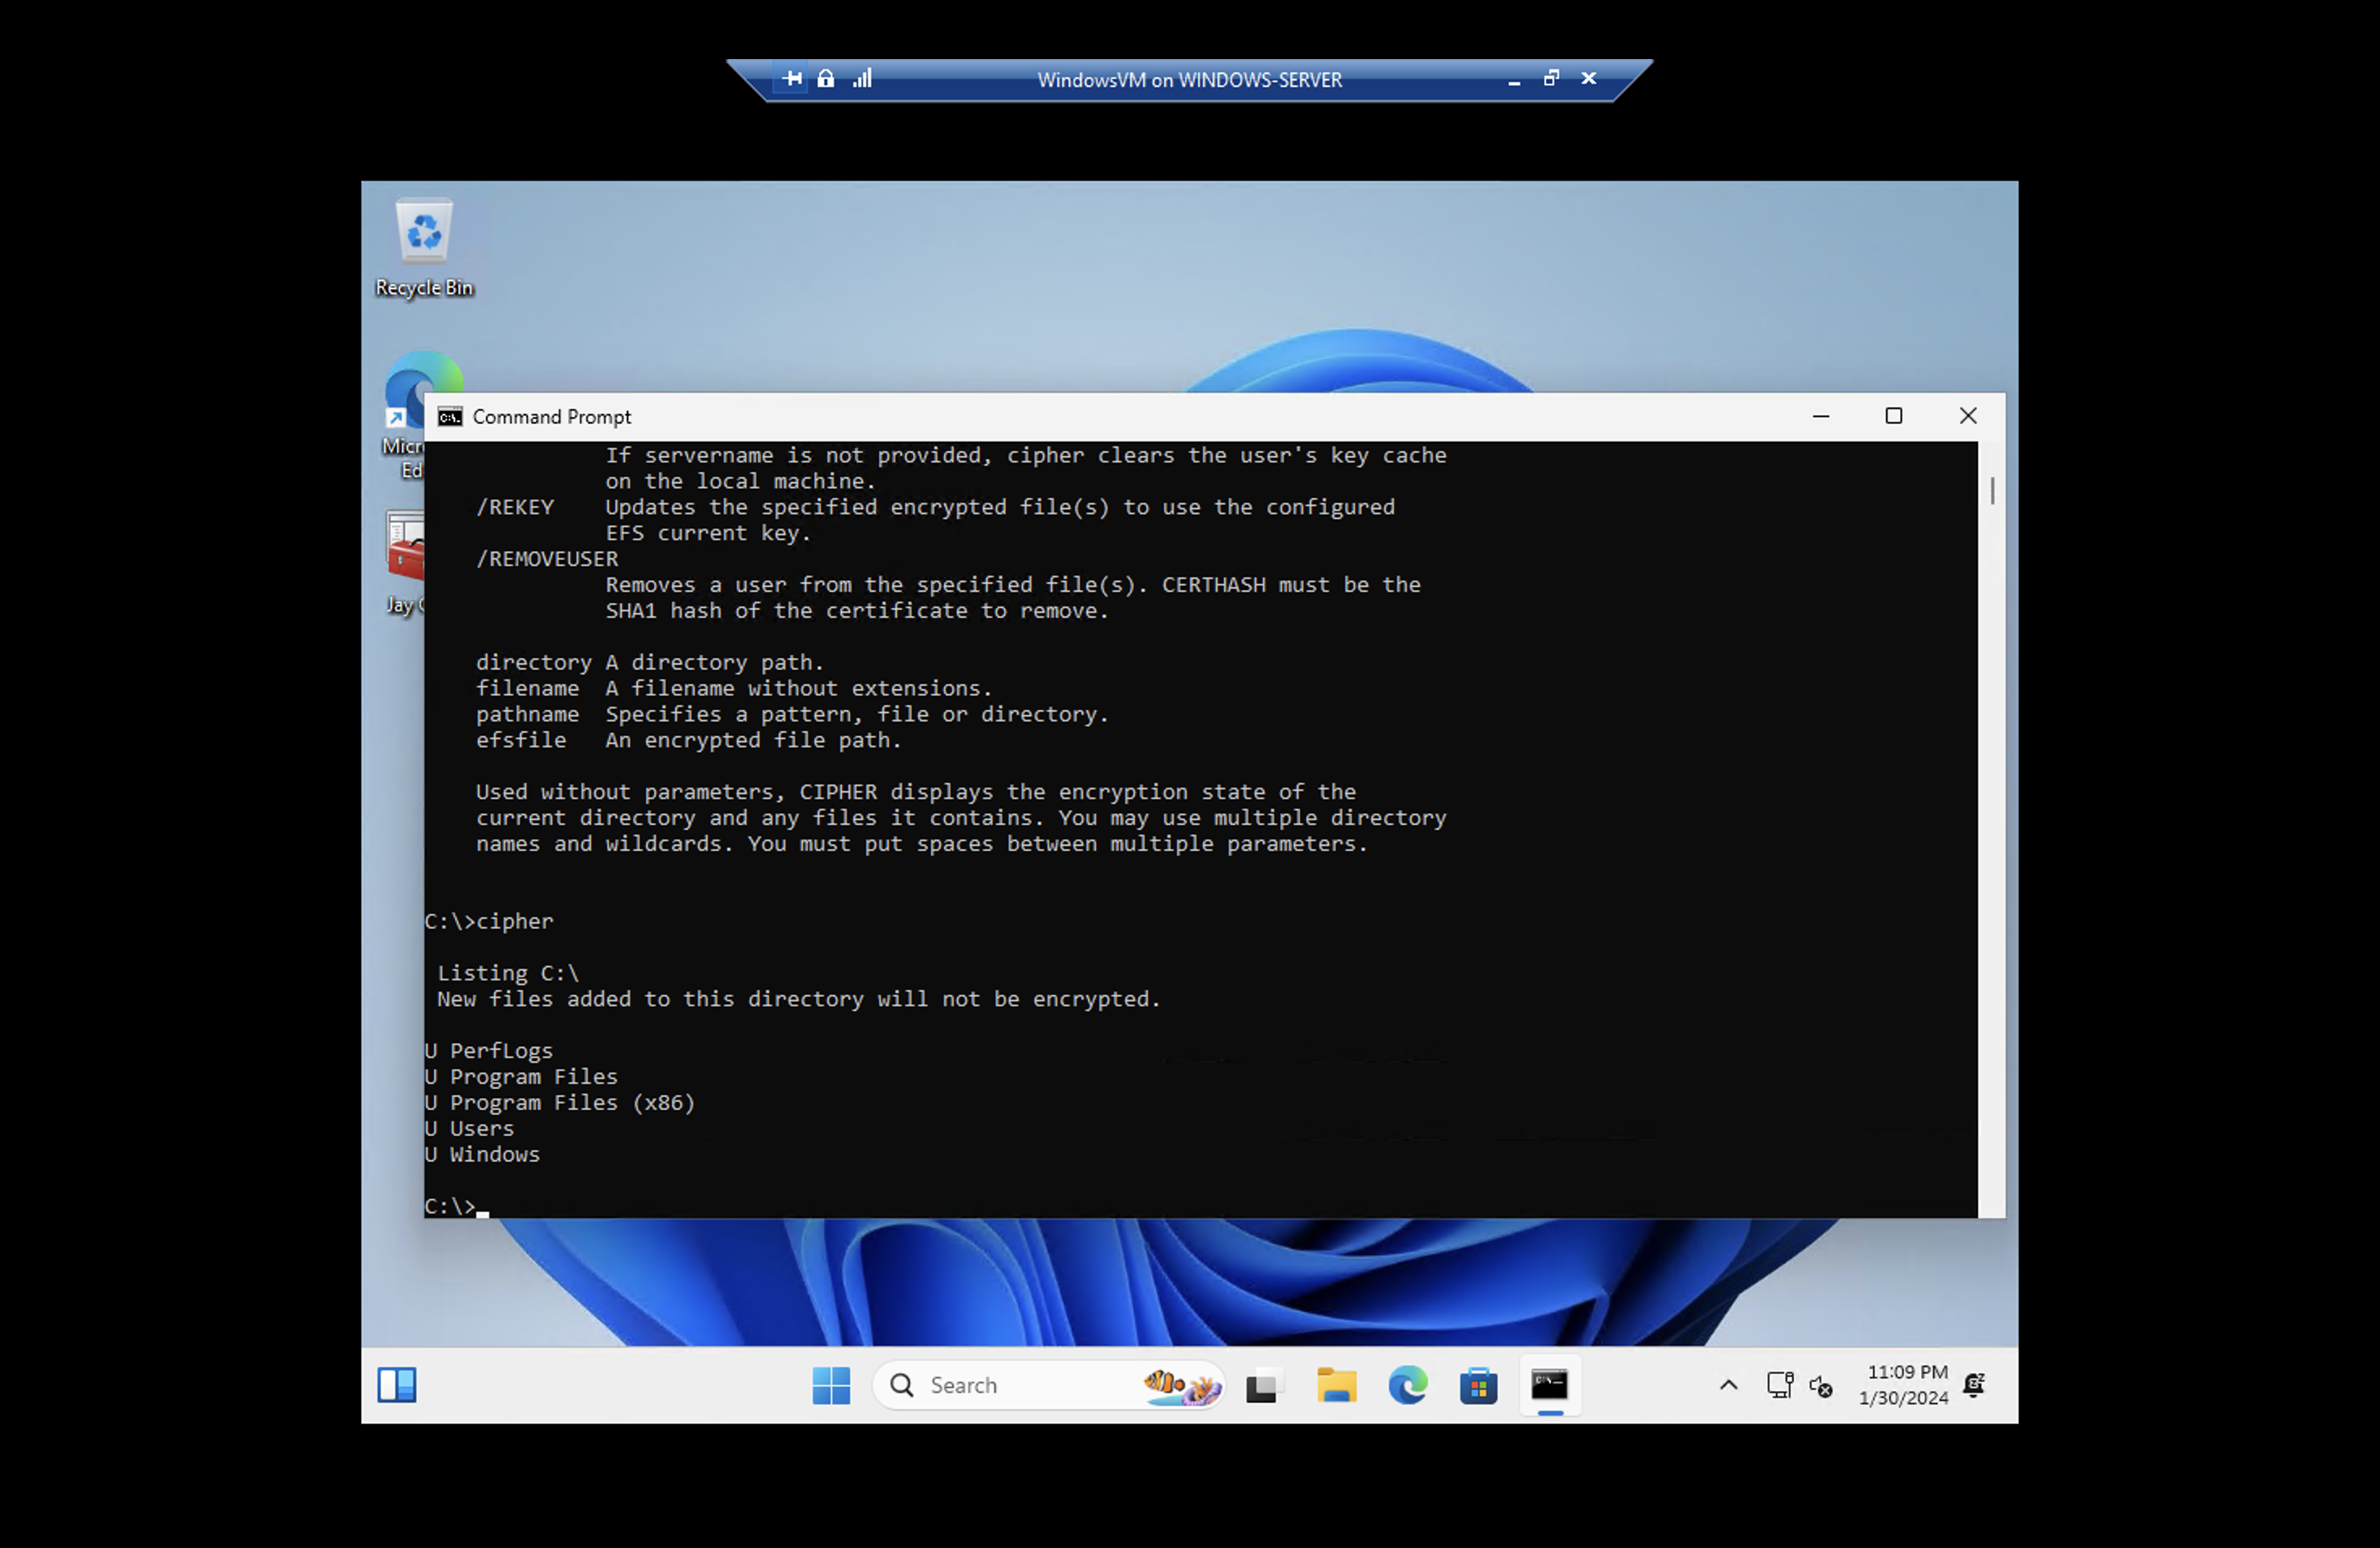 WindowsVM on WINDOWS-SERVER
Recycle Bin
Command Prompt
If servername is not provided, cipher clears the user's key cache
on the local machine.
/REKEY    Updates the specified encrypted file(s) to use the configured
EFS current key.
/REMOVEUSER
Removes a user from the specified file(s). CERTHASH must be the
SHA1 hash of the certificate to remove.
directory A directory path.
filename  A filename without extensions.
pathname  Specifies a pattern, file or directory.
efsfile   An encrypted file path.
Used without parameters, CIPHER displays the encryption state of the
current directory and any files it contains. You may use multiple directory
names and wildcards. You must put spaces between multiple parameters.
C:\>cipher
Listing C:\
New files added to this directory will not be encrypted.
U PerfLogs
U Program Files
U Program Files (x86)
U Users
U Windows
C:\>
Jay
Search
11:09 PM
1/30/2024